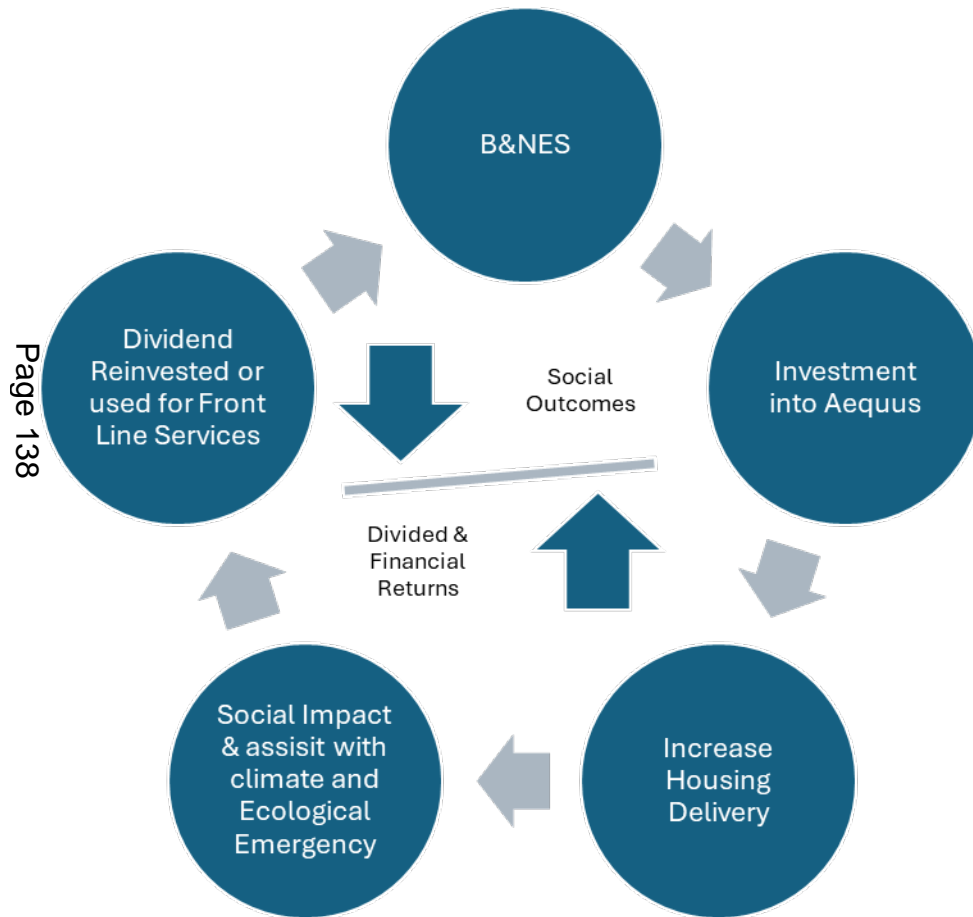 B&NES
Investment
into Aequus
Increase
Housing
Delivery
Social Impact
& assisit with
climate and
Ecological
Emergency
Dividend
Reinvested or
used for Front
Line Services
Social
Outcomes
Divided &
Financial
Returns
Page 138